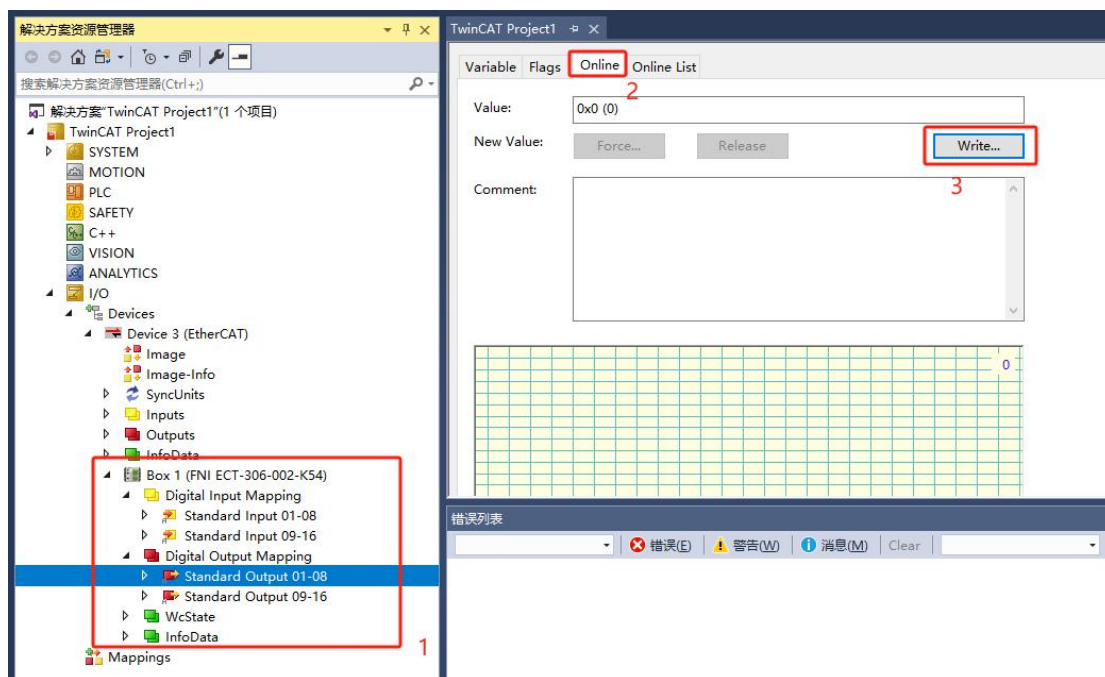 解决方案资源管理器
搜索解决方案资源管理器(Ctrl+;)
解决方案"TwinCAT Project1"(1 个项目)
TwinCAT Project1
SYSTEM
MOTION
PLC
SAFETY
C++
VISION
ANALYTICS
I/O
Devices
Device 3 (EtherCAT)
Image
Image-Info
SyncUnits
Inputs
Outputs
InfoData
Box 1 (FNI ECT-306-002-K54)
Digital Input Mapping
Standard Input 01-08
Standard Input 09-16
Digital Output Mapping
Standard Output 01-08
Standard Output 09-16
WcState
InfoData
1
Mappings
TwinCAT Project1
Variable Flags Online Online List
2
Value: 0x0 (0)
New Value: Force... Release Write...
3
Comment:
0
错误列表
错误(E) 警告(W) 消息(M) Clear